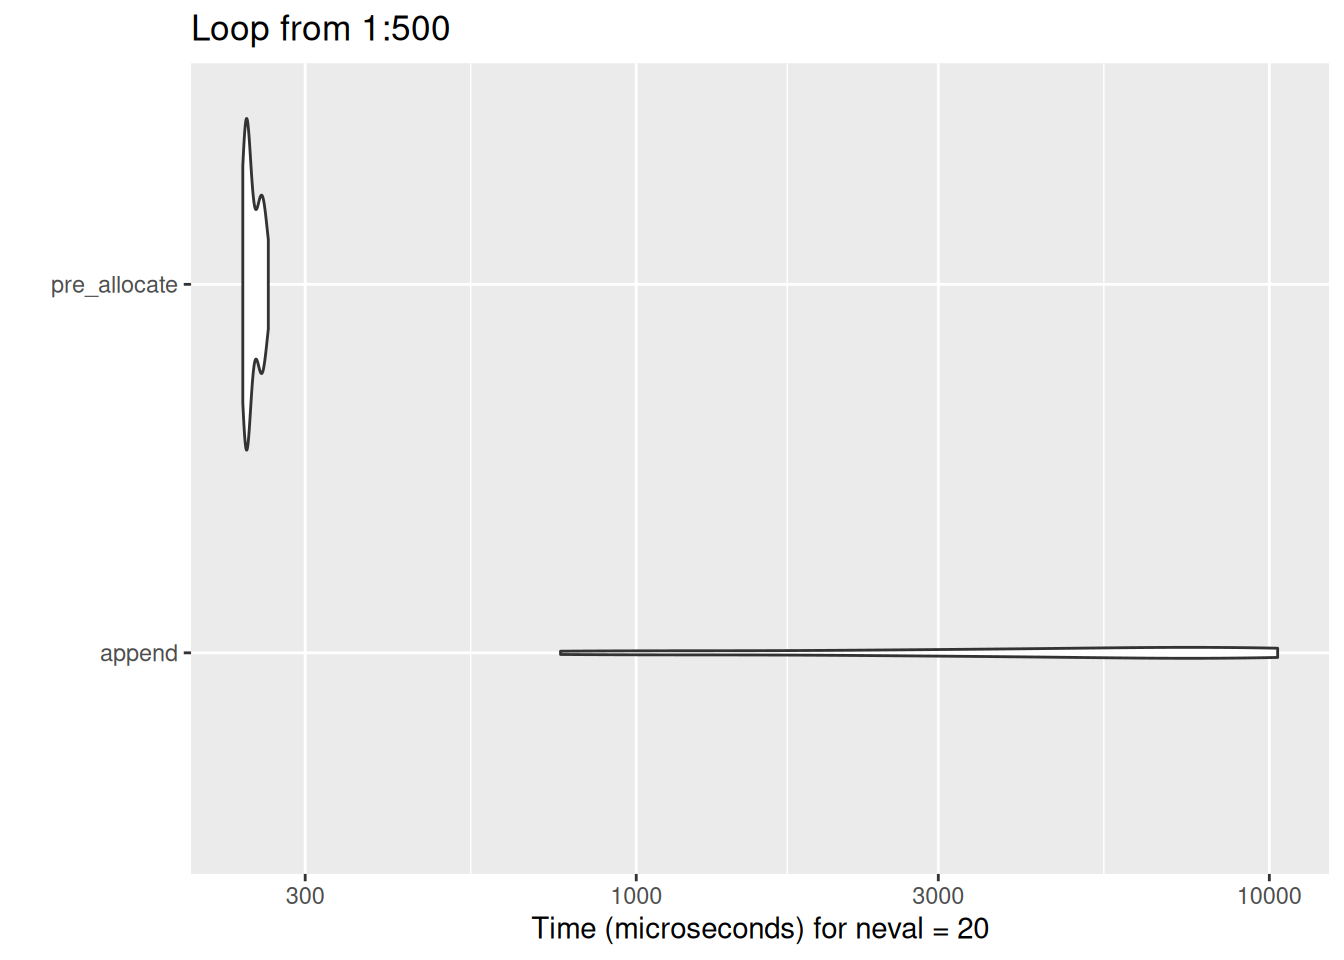 Loop from 1:500
pre_allocate
append
300 1000 3000 10000
Time (microseconds) for neval = 20